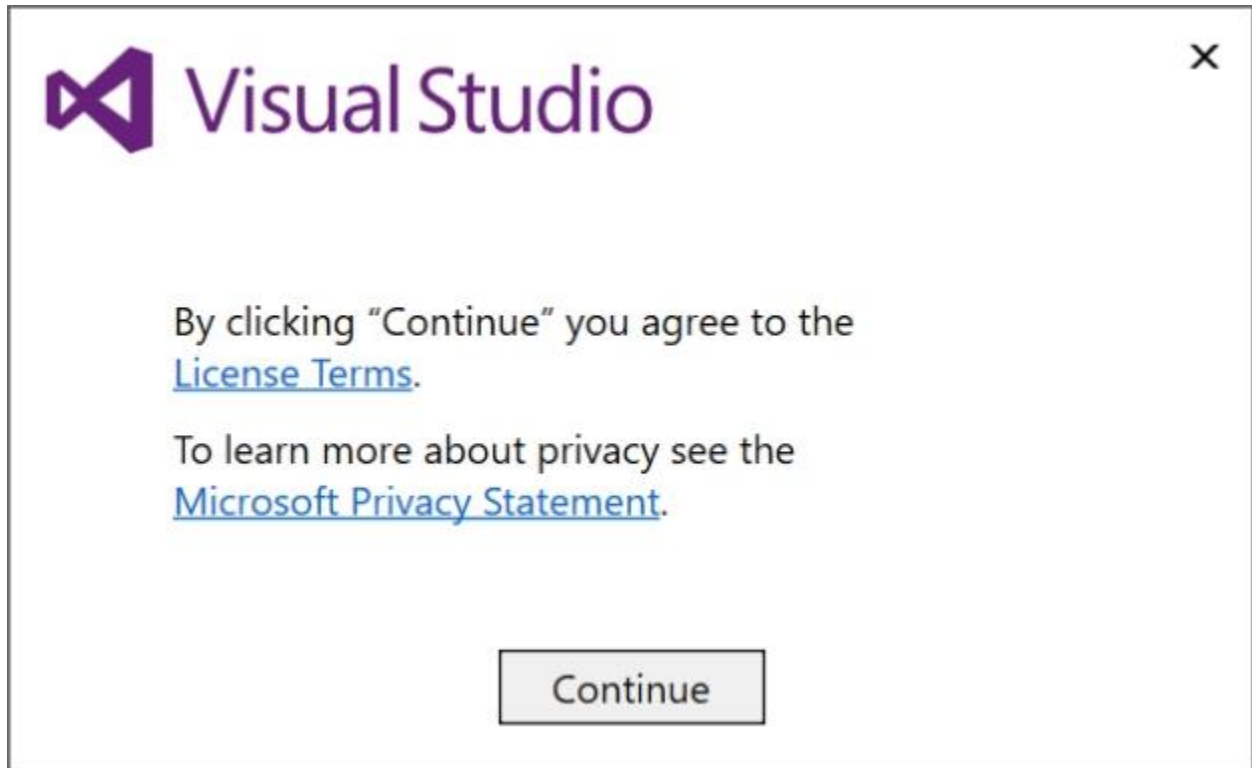 Visual Studio
By clicking “Continue” you agree to the
License Terms.
To learn more about privacy see the
Microsoft Privacy Statement.
Continue